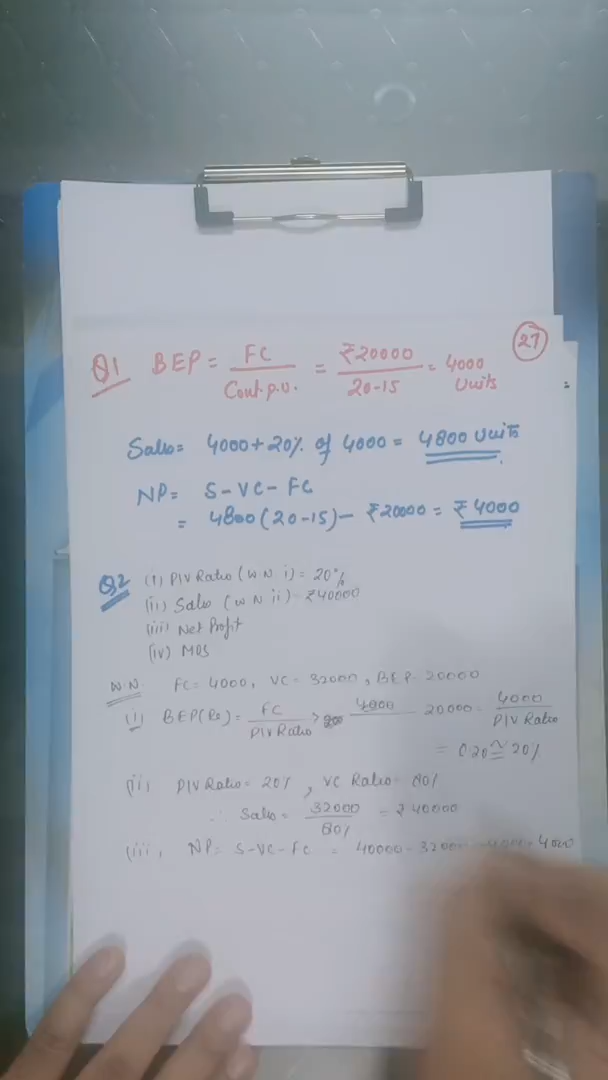 27
Q1 BEP = FC / Cont. p.u. = ₹20000 / 20-15 = 4000 Units
Sales = 4000 + 20% of 4000 = 4800 Units
NP = S - VC - FC
= 4800 (20-15) - ₹20000 = ₹4000
Q2 (i) P/V Ratio (W N i) = 20%
(ii) Sales (W N ii) = ₹40000
(iii) Net Profit
(iv) MOS
W.N. FC = 4000, VC = 32000, BEP = 20000
(i) BEP(Rs) = FC / P/V Ratio 4000 20000 = 4000 / P/V Ratio
= 0.20 ≅ 20%
(ii) P/V Ratio = 20%, VC Ratio = 80%
∴ Sales = 32000 / 80% = ₹40000
(iii) NP = S - VC - FC = 40000 - 32000 - 4000 = 4000